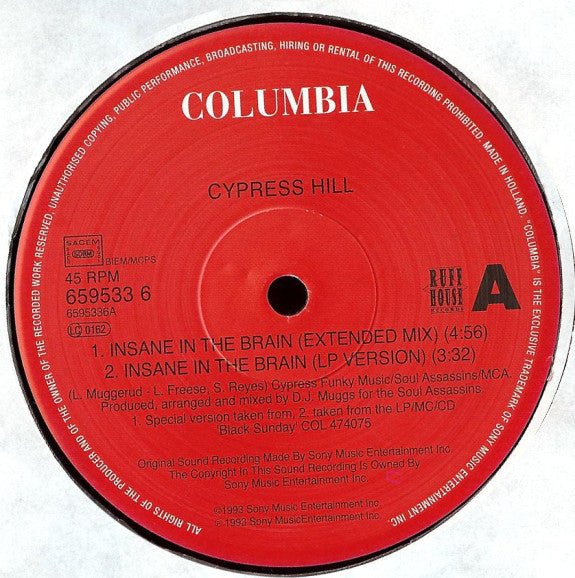 ALL RIGHTS OF THE PRODUCER AND OF THE OWNER OF THE RECORDED WORK RESERVED, UNAUTHORISED COPYING, PUBLIC PERFORMANCE, BROADCASTING, HIRING OR RENTAL OF THIS RECORDING PROHIBITED. MADE IN HOLLAND. "COLUMBIA" IS THE EXCLUSIVE TRADEMARK OF SONY MUSIC ENTERTAINMENT INC.
COLUMBIA
CYPRESS HILL
SACEM
SDRM
BIEM/MCPS
45 RPM
659533 6
6595336A
LC 0162
RUFF
HOUSE
RECORDS
A
1. INSANE IN THE BRAIN (EXTENDED MIX) (4:56)
2. INSANE IN THE BRAIN (LP VERSION) (3:32)
(L. Muggerud - L. Freese, S. Reyes) Cypress Funky Music/Soul Assassins/MCA.
Produced, arranged and mixed by D.J. Muggs for the Soul Assassins.
1. Special version taken from, 2. taken from the LP/MC/CD
'Black Sunday' COL 474075
Original Sound Recording Made By Sony Music Entertainment Inc.
The Copyright In This Sound Recording Is Owned By
Sony Music Entertainment Inc.
©1993 Sony Music Entertainment Inc.
℗ 1993 Sony Music Entertainment Inc.